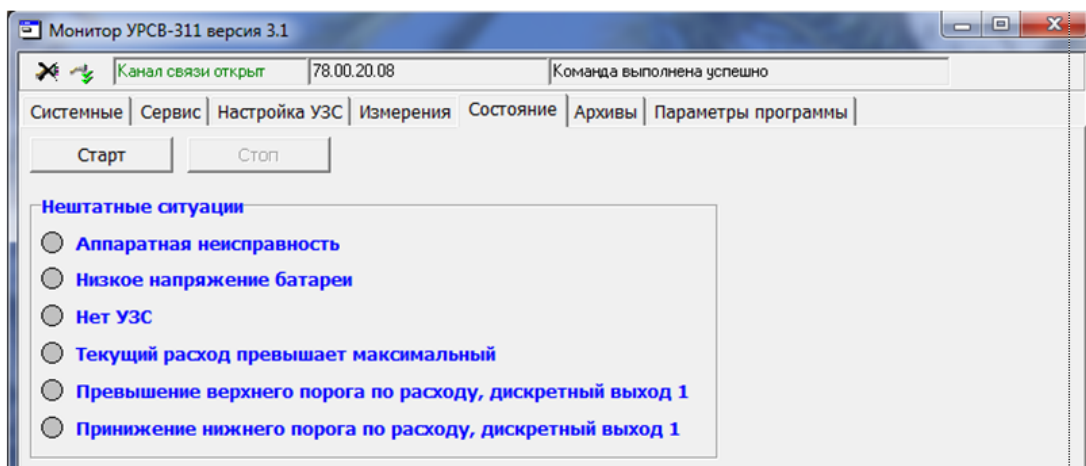 Монитор УРСВ-311 версия 3.1
Канал связи открыт 78.00.20.08 Команда выполнена успешно
Системные Сервис Настройка УЗС Измерения Состояние Архивы Параметры программы
Старт Стоп
Нештатные ситуации
Аппаратная неисправность
Низкое напряжение батареи
Нет УЗС
Текущий расход превышает максимальный
Превышение верхнего порога по расходу, дискретный выход 1
Принижение нижнего порога по расходу, дискретный выход 1